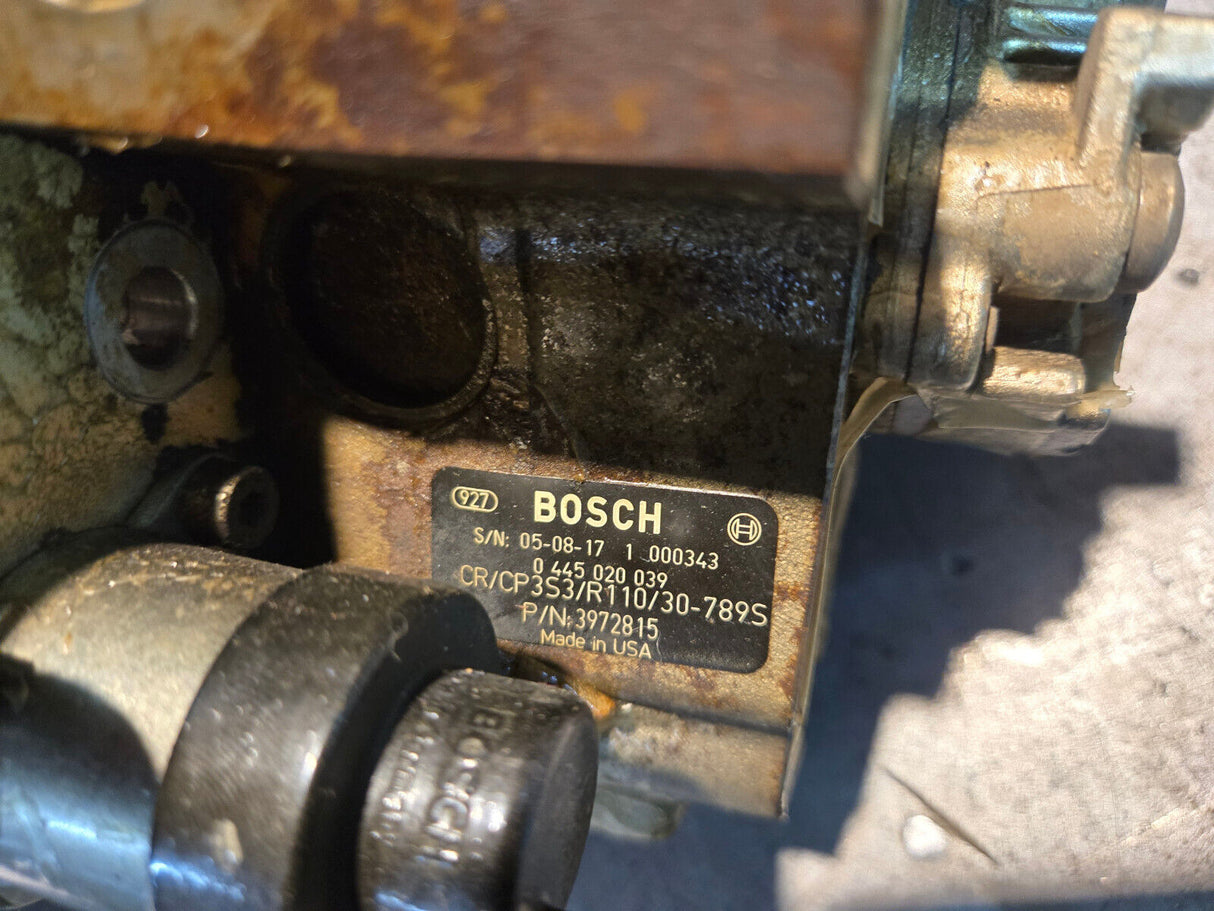 927 BOSCH
S/N: 05-08-17 1 000343
0 445 020 039
CR/CP3S3/R110/30-789S
P/N: 3972815
Made in USA
BOSCH